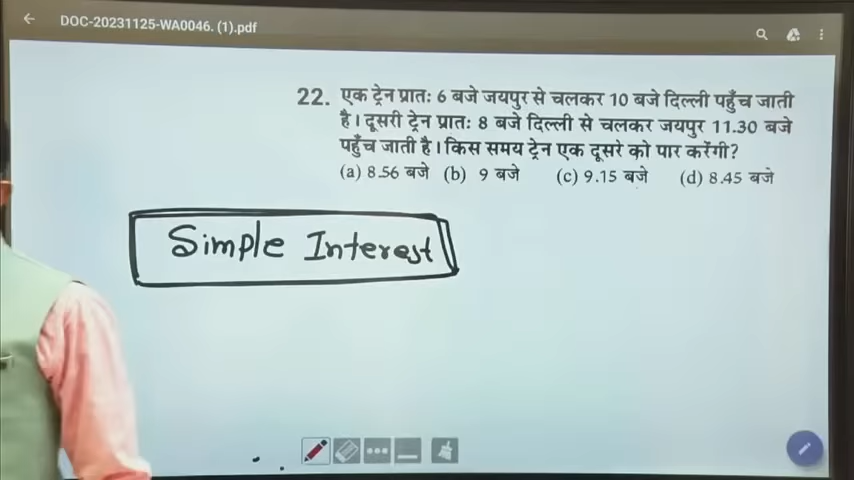 DOC-20231125-WA0046. (1).pdf
22. एक ट्रेन प्रातः 6 बजे जयपुर से चलकर 10 बजे दिल्ली पहुँच जाती
है। दूसरी ट्रेन प्रातः 8 बजे दिल्ली से चलकर जयपुर 11.30 बजे
पहुँच जाती है। किस समय ट्रेन एक दूसरे को पार करेंगी?
(a) 8.56 बजे (b) 9 बजे (c) 9.15 बजे (d) 8.45 बजे
Simple Interest